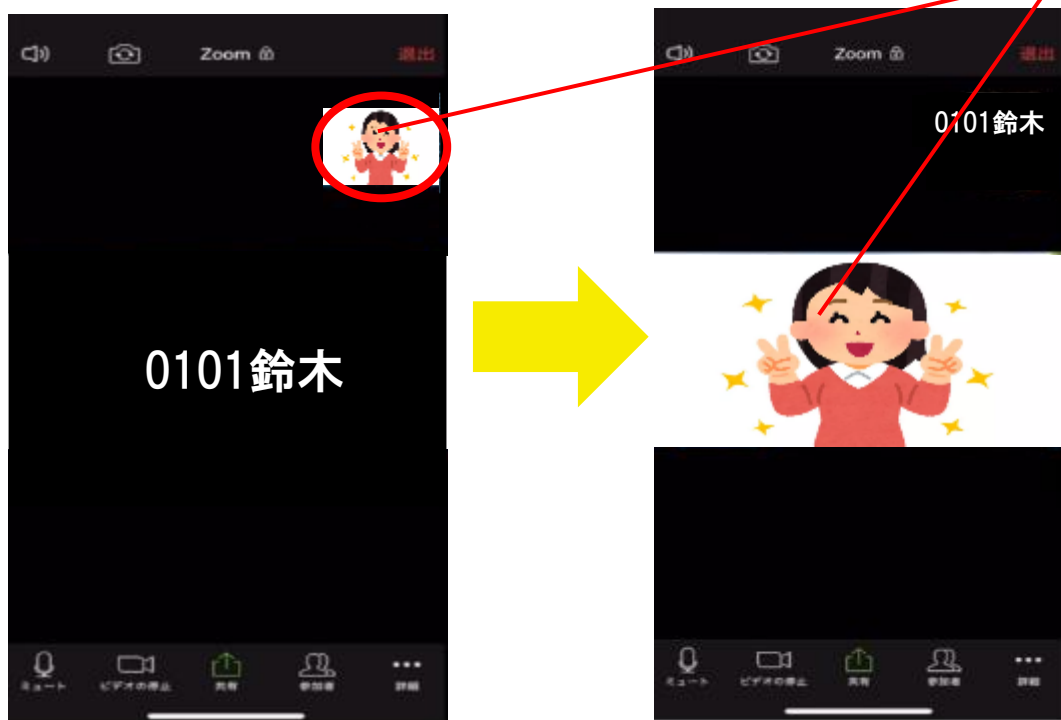 Zoom
退出
0101鈴木
ミュート
ビデオの停止
共有
参加者
詳細
Zoom
退出
0101鈴木
ミュート
ビデオの停止
共有
参加者
詳細